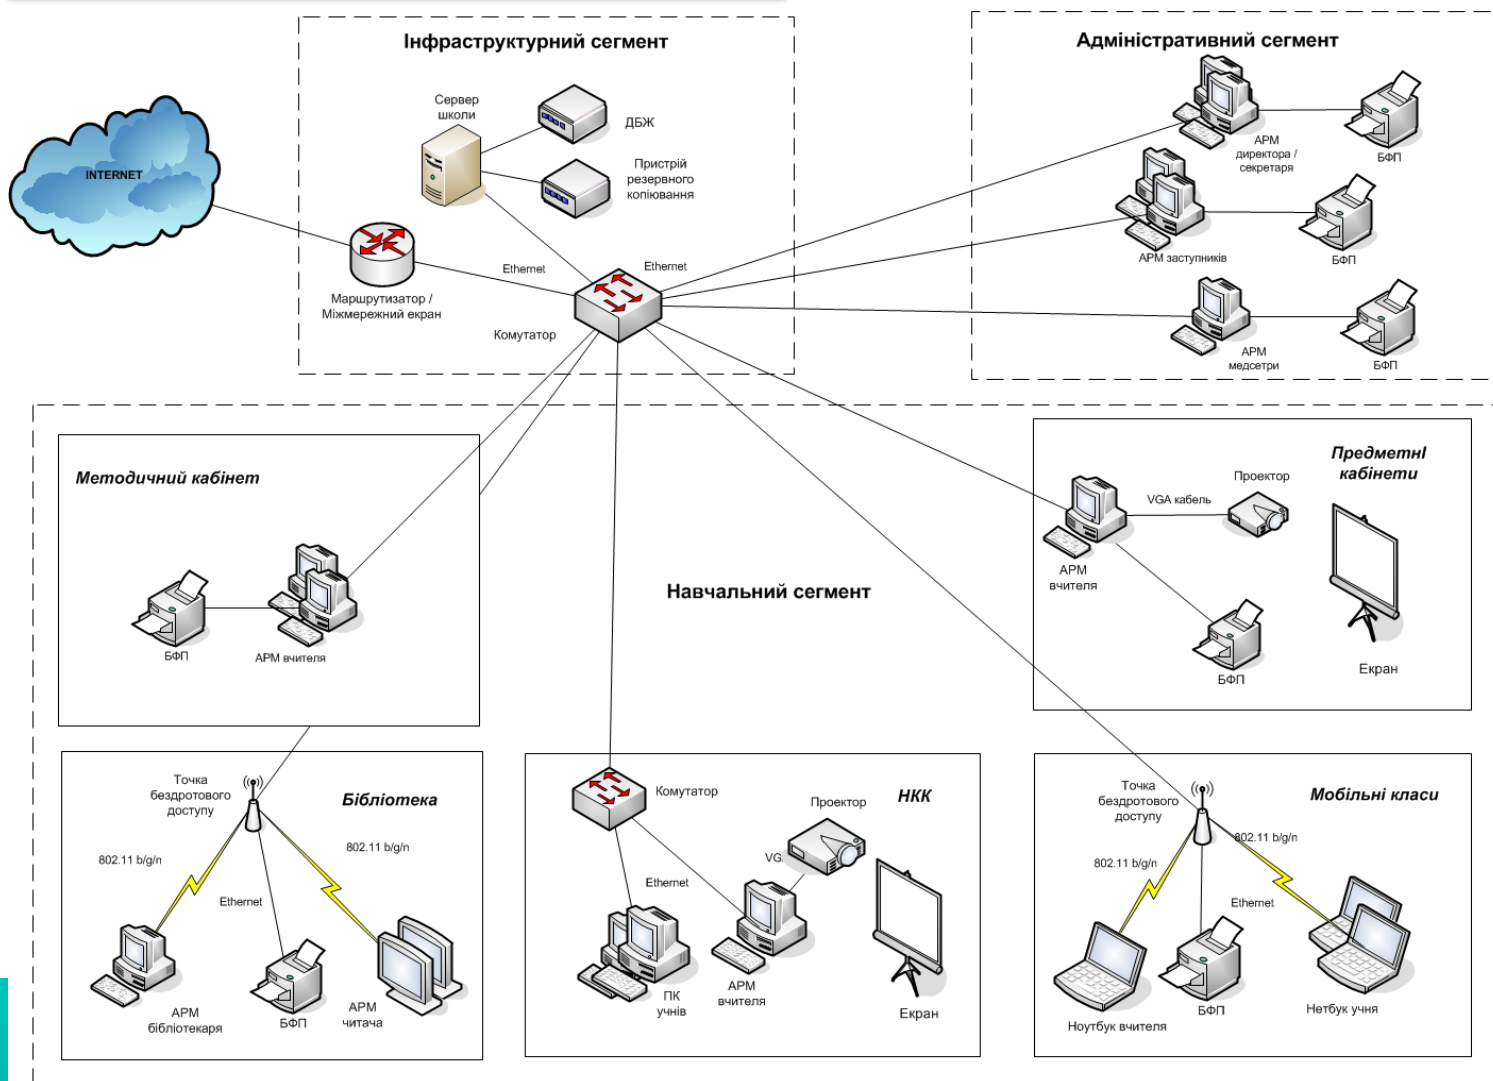 Інфраструктурний сегмент
Адміністративний сегмент
Сервер
школи
ДБЖ
Пристрій
резервного
копіювання
INTERNET
Ethernet
Ethernet
Маршрутизатор /
Міжмережний екран
Комутатор
АРМ
директора /
секретаря
БФП
АРМ заступників
БФП
АРМ
медсетри
БФП
Методичний кабінет
БФП
АРМ вчителя
Навчальний сегмент
ПредметнІ
кабінети
Проектор
VGA кабель
АРМ
вчителя
БФП
Екран
Точка
бездротового
доступу
Бібліотека
802.11 b/g/n
802.11 b/g/n
Ethernet
АРМ
бібліотекаря
БФП
АРМ
читача
Комутатор
Проектор
НКК
VG
Ethernet
ПК
учнів
АРМ
вчителя
Екран
Точка
бездротового
доступу
Мобільні класи
802.11 b/g/n
802.11 b/g/n
Ethernet
Ноутбук вчителя
БФП
Нетбук учня